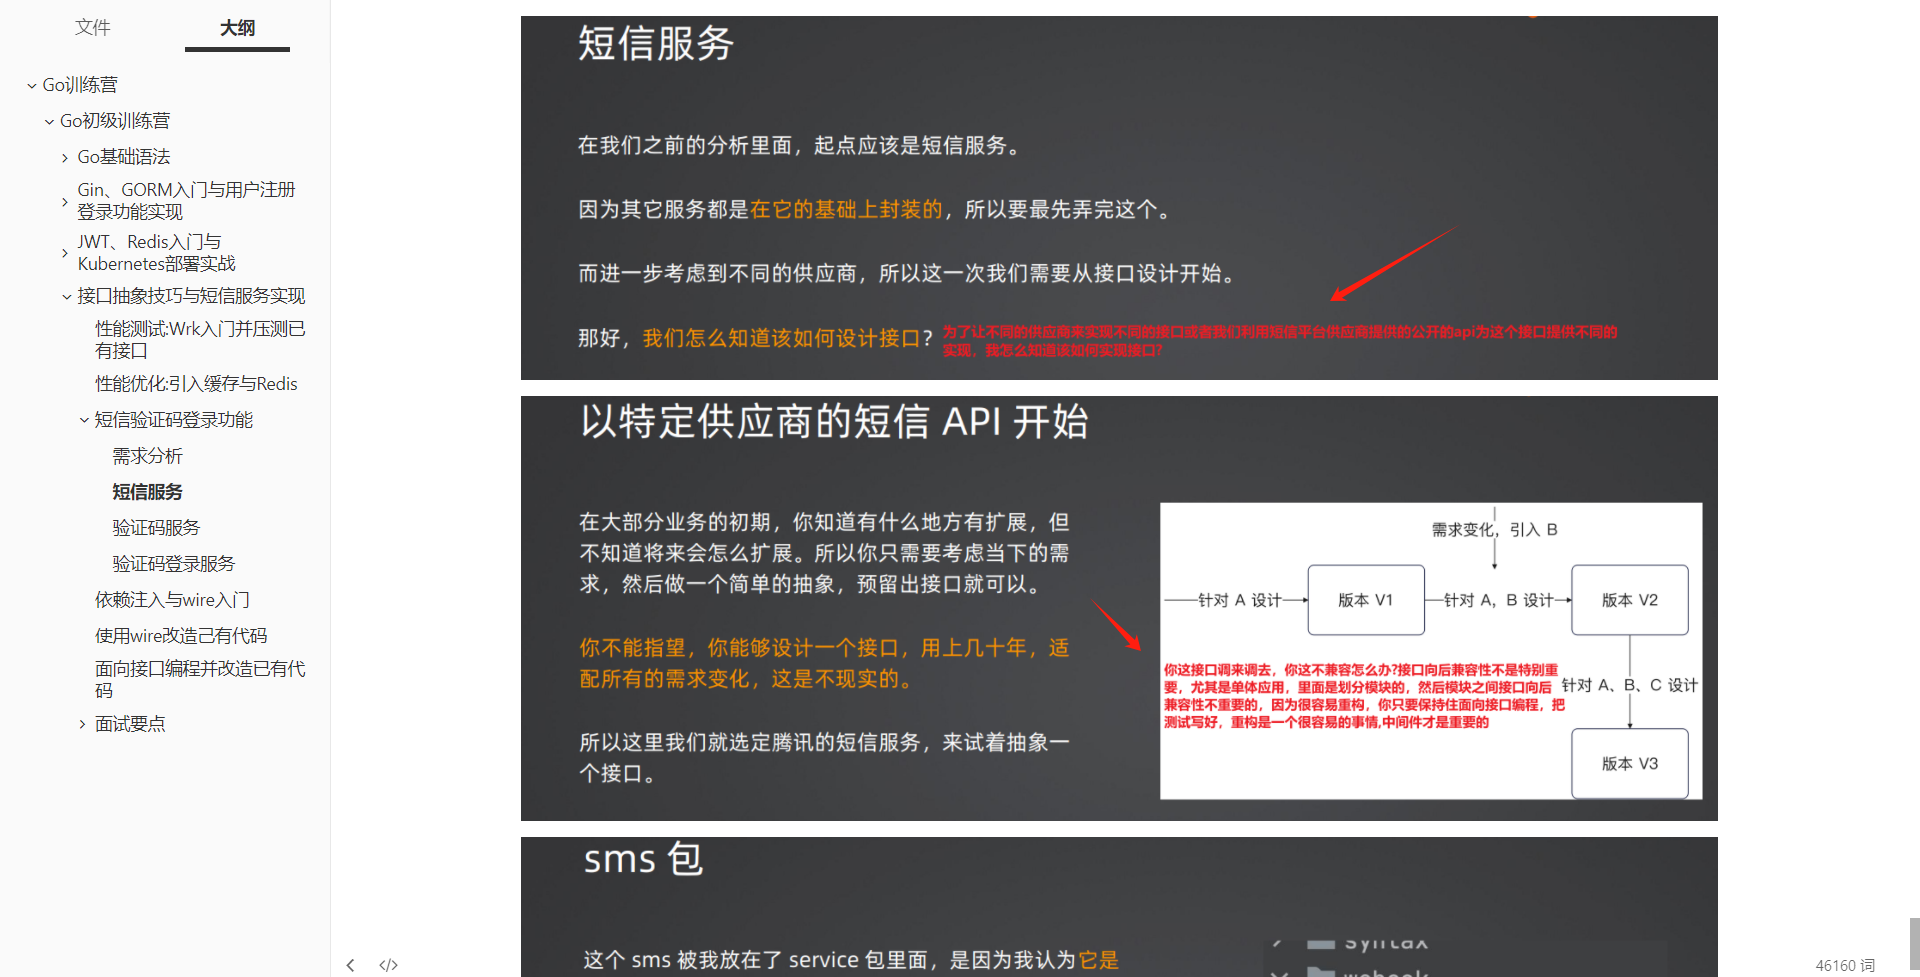 文件
大纲
Go训练营
Go初级训练营
Go基础语法
Gin、GORM入门与用户注册
登录功能实现
JWT、Redis入门与
Kubernetes部署实战
接口抽象技巧与短信服务实现
性能测试:Wrk入门并压测已
有接口
性能优化:引入缓存与Redis
短信验证码登录功能
需求分析
短信服务
验证码服务
验证码登录服务
依赖注入与wire入门
使用wire改造己有代码
面向接口编程并改造已有代
码
面试要点
短信服务
在我们之前的分析里面，起点应该是短信服务。
因为其它服务都是在它的基础上封装的，所以要最先弄完这个。
而进一步考虑到不同的供应商，所以这一次我们需要从接口设计开始。
那好，我们怎么知道该如何设计接口？
为了让不同的供应商来实现不同的接口或者我们利用短信平台供应商提供的公开的api为这个接口提供不同的
实现，我怎么知道该如何实现接口?
以特定供应商的短信 API 开始
在大部分业务的初期，你知道有什么地方有扩展，但
不知道将来会怎么扩展。所以你只需要考虑当下的需
求，然后做一个简单的抽象，预留出接口就可以。
你不能指望，你能够设计一个接口，用上几十年，适
配所有的需求变化，这是不现实的。
所以这里我们就选定腾讯的短信服务，来试着抽象一
个接口。
需求变化，引入 B
针对 A 设计
版本 V1
针对 A，B 设计
版本 V2
你这接口调来调去，你这不兼容怎么办?接口向后兼容性不是特别重
要，尤其是单体应用，里面是划分模块的，然后模块之间接口向后
兼容性不重要的，因为很容易重构，你只要保持住面向接口编程，把
测试写好，重构是一个很容易的事情,中间件才是重要的
针对 A、B、C 设计
版本 V3
sms 包
这个 sms 被我放在了 service 包里面，是因为我认为它是
syntax
webook
46160 词